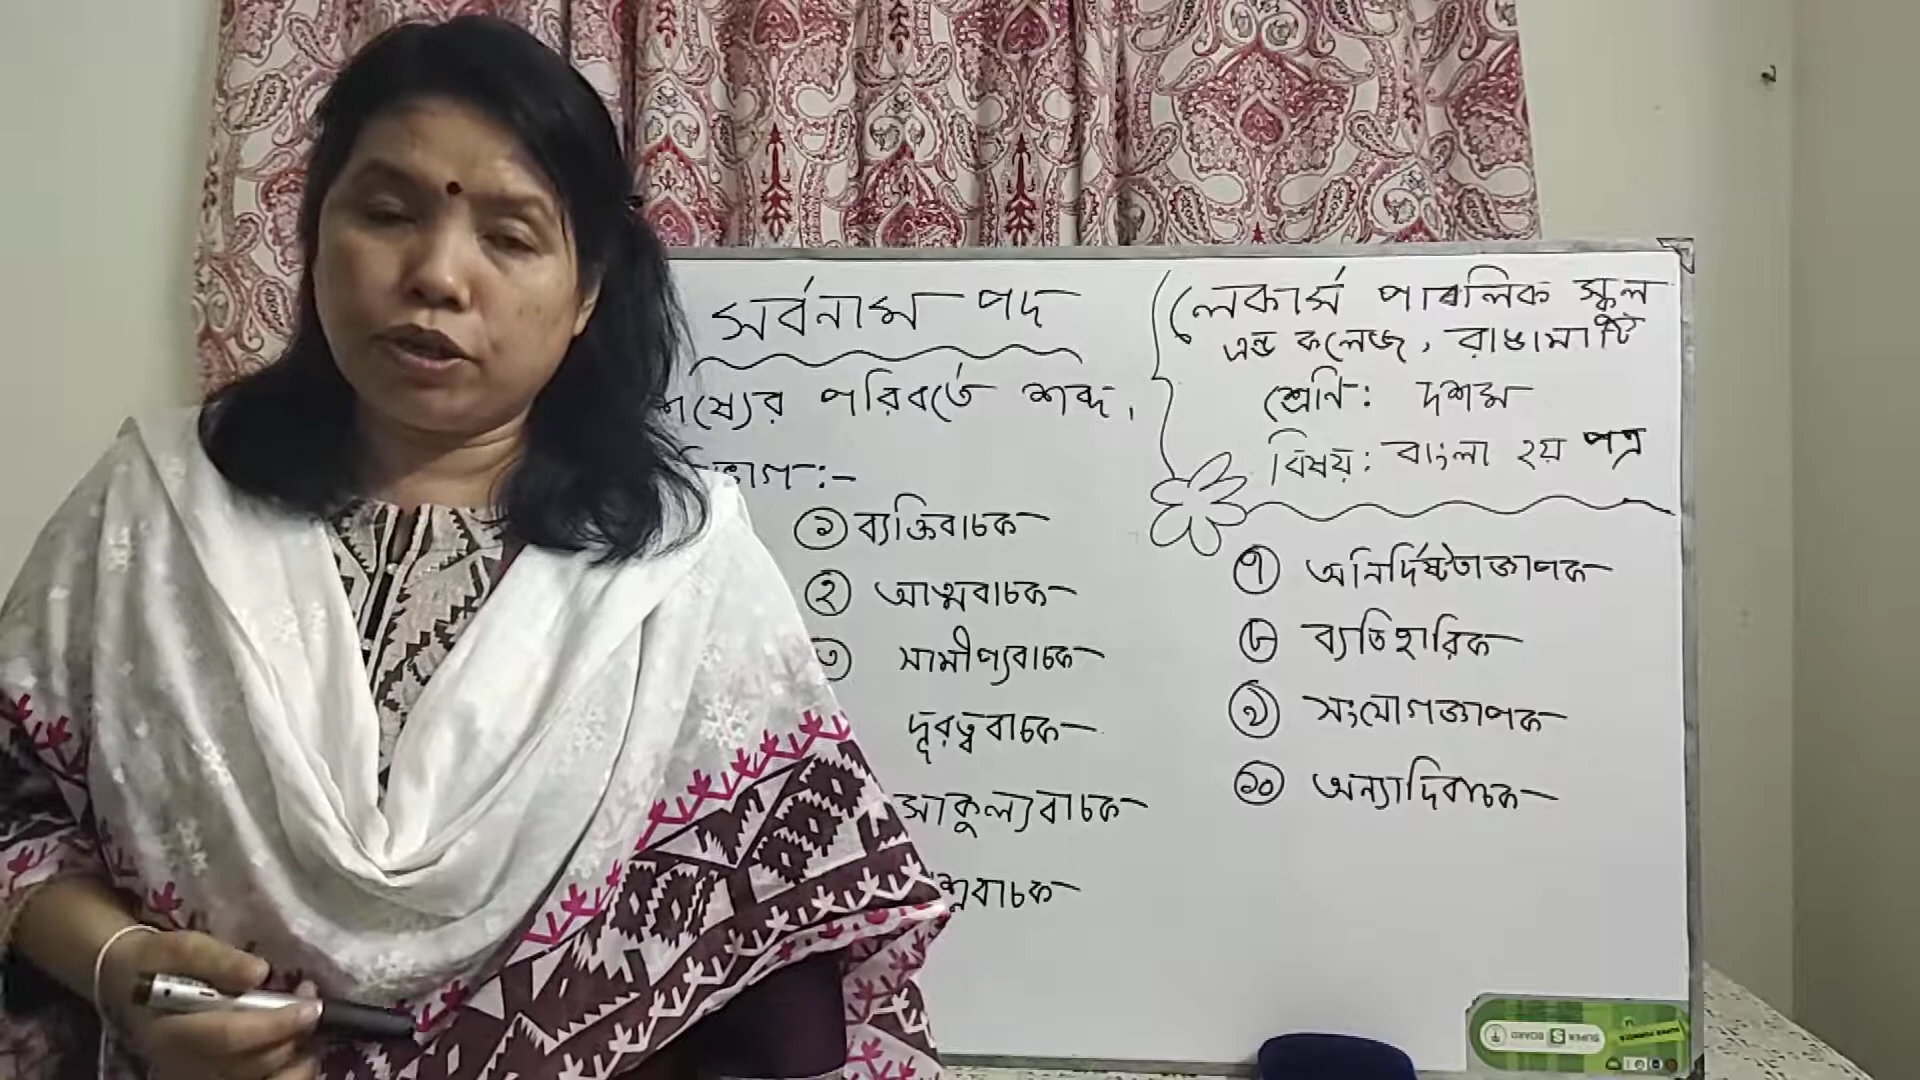 সর্বনাম পদ
পরিবর্তে শব্দ,
১ ব্যক্তিবাচক
২ আত্মবাচক
৩ সামীপ্যবাচক
দূরত্ববাচক
সাকুল্যবাচক
শ্নবাচক
লেকার্স পাবলিক স্কুল
এন্ড কলেজ, রাঙামাটি
শ্রেণি: দশম
বিষয়: বাংলা ২য় পত্র
৭ অনির্দিষ্টতাজ্ঞাপক
৮ ব্যতিহারিক
৯ সংযোগজ্ঞাপক
১০ অন্যাদিবাচক